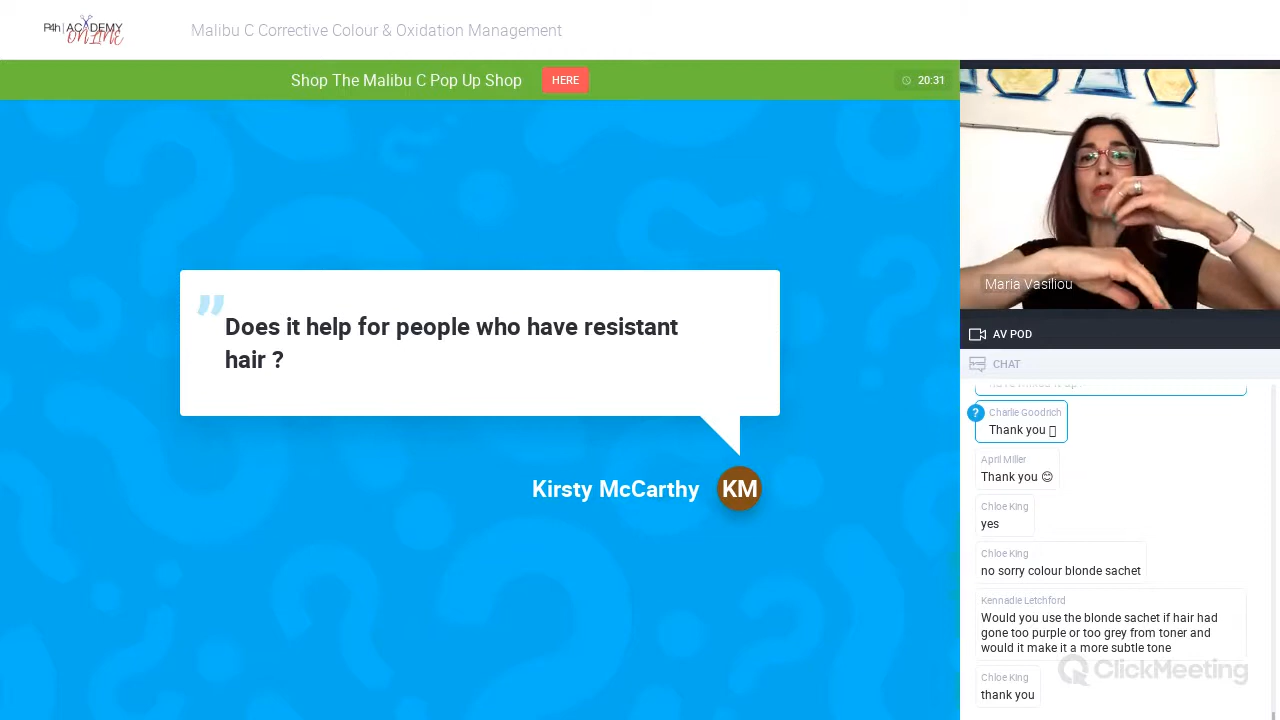 P4h | ACADEMY
ONLINE
Malibu C Corrective Colour & Oxidation Management
Shop The Malibu C Pop Up Shop
HERE
20:31
Does it help for people who have resistant
hair ?
Kirsty McCarthy
KM
Maria Vasiliou
AV POD
CHAT
?
Charlie Goodrich
Thank you
April Miller
Thank you 😊
Chloe King
yes
Chloe King
no sorry colour blonde sachet
Kennadie Letchford
Would you use the blonde sachet if hair had
gone too purple or too grey from toner and
would it make it a more subtle tone
ClickMeeting
Chloe King
thank you